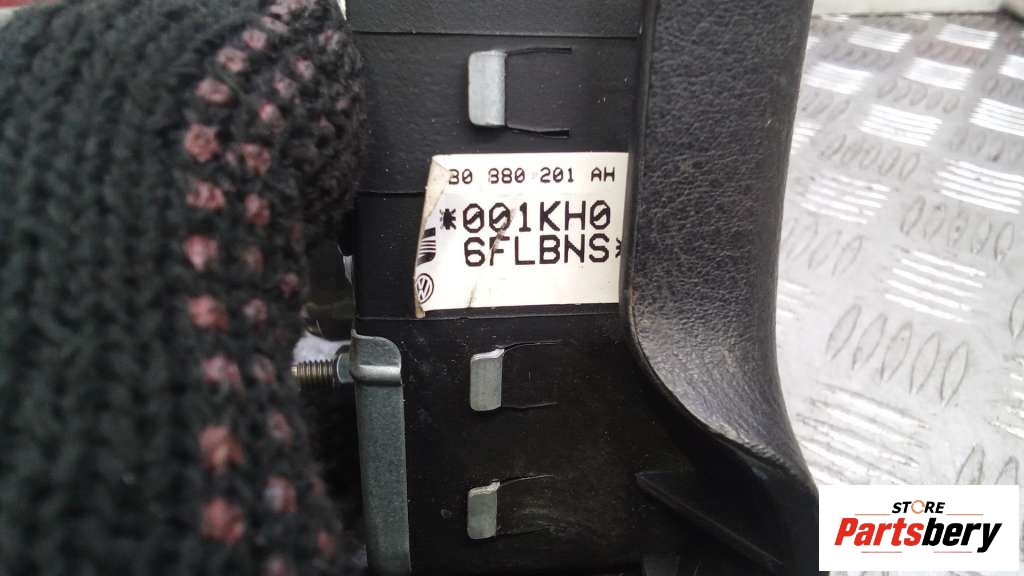 30 880 201 AH
*001KH0
6FLBNS*
STORE
Partsbery